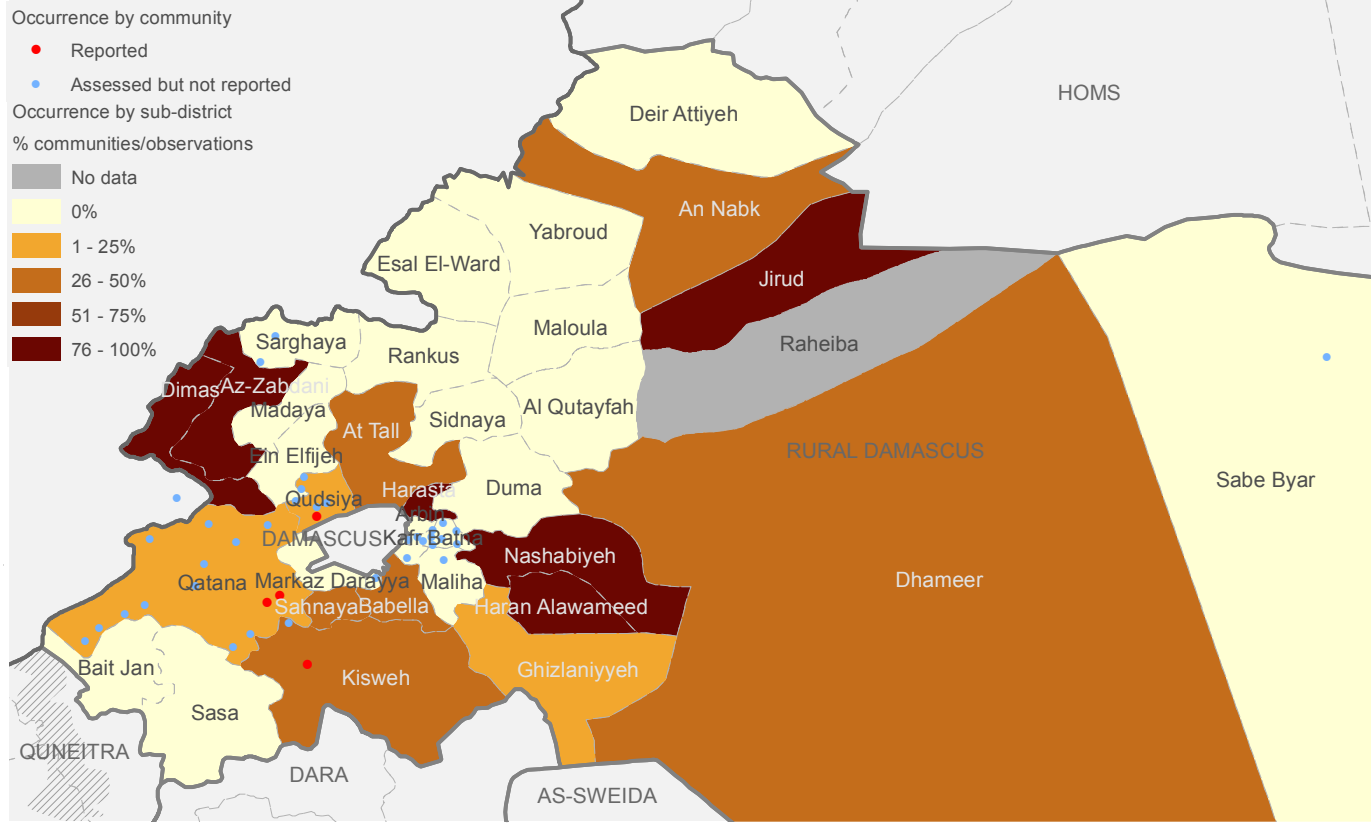 Occurrence by community
Reported
Assessed but not reported
Occurrence by sub-district
% communities/observations
No data
0%
1 - 25%
26 - 50%
51 - 75%
76 - 100%
HOMS
Deir Attiyeh
An Nabk
Yabroud
Esal El-Ward
Jirud
Maloula
Raheiba
Sarghaya
Rankus
Dimas
Az-Zabdani
Madaya
Al Qutayfah
Sidnaya
At Tall
RURAL DAMASCUS
Ein Elfijeh
Sabe Byar
Duma
Harasta
Qudsiya
Arbin
DAMASCUS
Kafr Batna
Nashabiyeh
Qatana
Markaz Darayya
Maliha
Dhameer
Sahnaya
Babella
Haran Alawameed
Bait Jan
Kisweh
Ghizlaniyyeh
Sasa
QUNEITRA
DARA
AS-SWEIDA